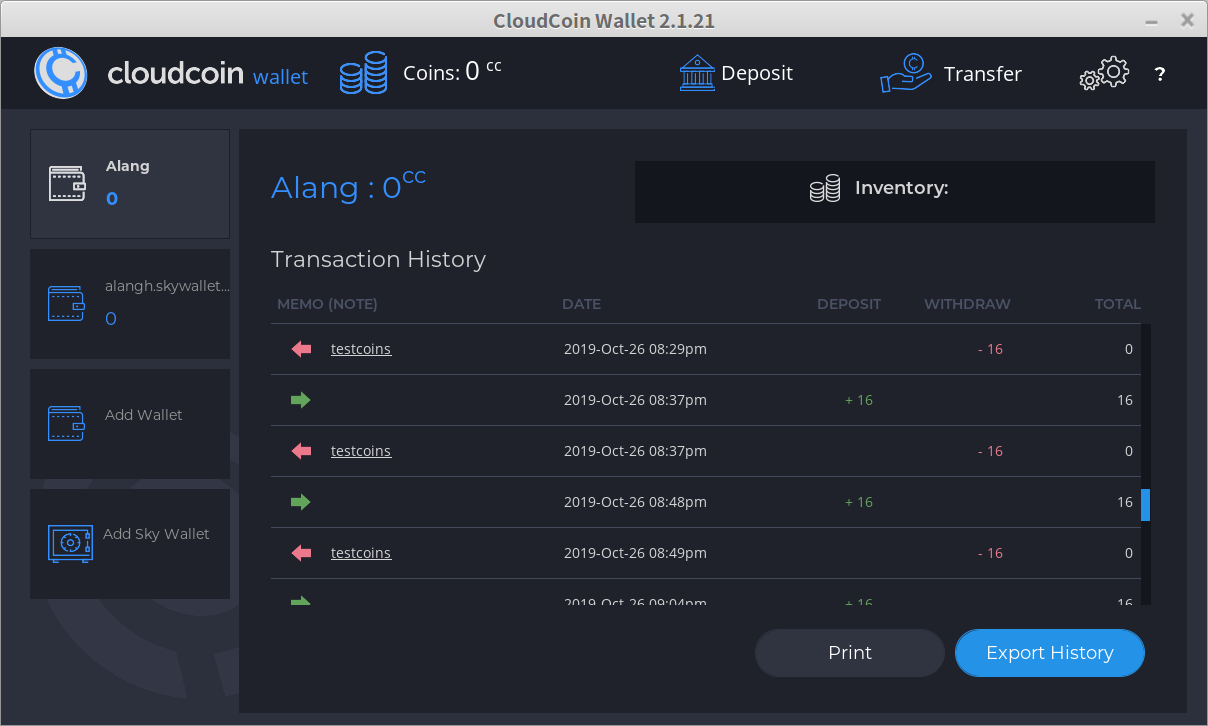 CloudCoin Wallet 2.1.21
cloudcoin wallet
Coins: 0 cc
Deposit
Transfer
?
Alang
0
alangh.skywallet...
0
Add Wallet
Add Sky Wallet
Alang : 0CC
Inventory:
Transaction History
MEMO (NOTE) DATE DEPOSIT WITHDRAW TOTAL
testcoins 2019-Oct-26 08:29pm - 16 0
2019-Oct-26 08:37pm + 16 16
testcoins 2019-Oct-26 08:37pm - 16 0
2019-Oct-26 08:48pm + 16 16
testcoins 2019-Oct-26 08:49pm - 16 0
2019-Oct-26 09:04pm + 16 16
Print
Export History